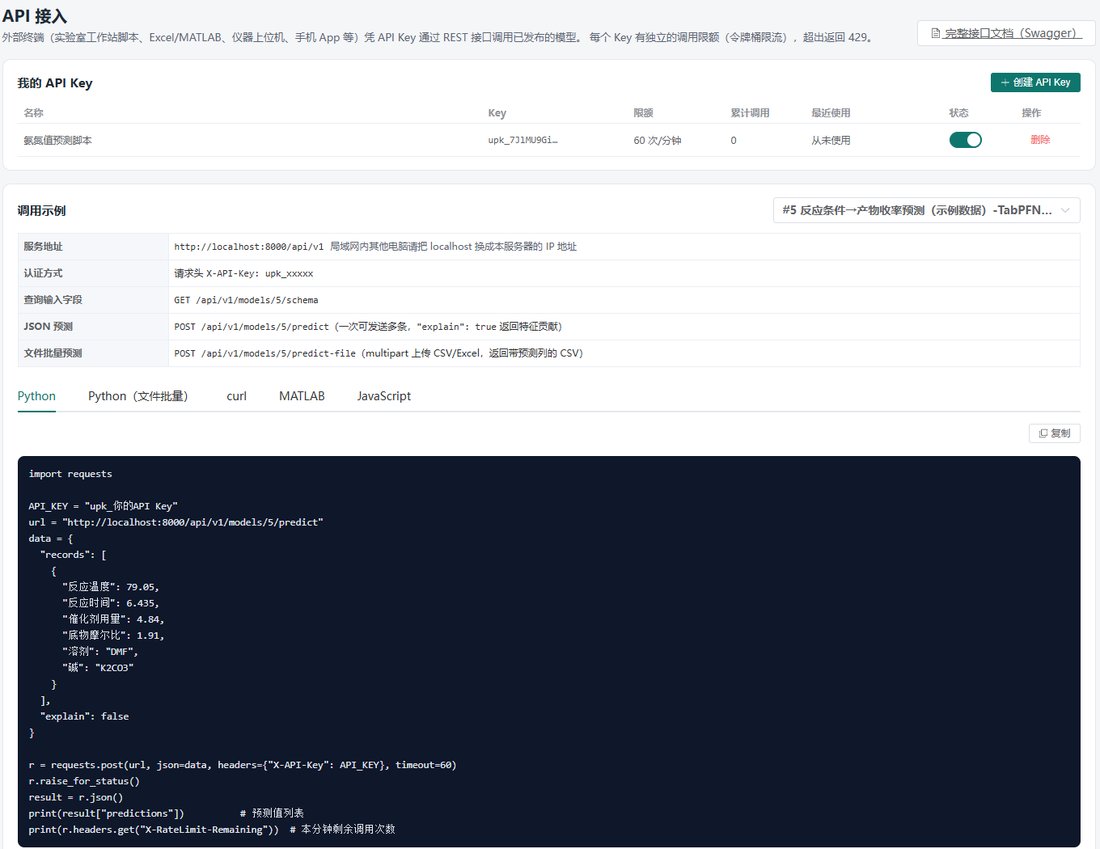 API 接入
外部终端（实验室工作站脚本、Excel/MATLAB、仪器上位机、手机 App 等）凭 API Key 通过 REST 接口调用已发布的模型。 每个 Key 有独立的调用限额（令牌桶限流），超出返回 429。
完整接口文档（Swagger）
我的 API Key
+ 创建 API Key
名称 Key 限额 累计调用 最近使用 状态 操作
氨氮值预测脚本 upk_7J1MU9Gi… 60 次/分钟 0 从未使用 删除
调用示例
#5 反应条件→产物收率预测（示例数据）-TabPFN...
服务地址 http://localhost:8000/api/v1 局域网内其他电脑请把 localhost 换成本服务器的 IP 地址
认证方式 请求头 X-API-Key: upk_xxxxx
查询输入字段 GET /api/v1/models/5/schema
JSON 预测 POST /api/v1/models/5/predict（一次可发送多条，"explain": true 返回特征贡献）
文件批量预测 POST /api/v1/models/5/predict-file（multipart 上传 CSV/Excel，返回带预测列的 CSV）
Python Python（文件批量） curl MATLAB JavaScript
复制
import requests
API_KEY = "upk_你的API Key"
url = "http://localhost:8000/api/v1/models/5/predict"
data = {
"records": [
{
"反应温度": 79.05,
"反应时间": 6.435,
"催化剂用量": 4.84,
"底物摩尔比": 1.91,
"溶剂": "DMF",
"碱": "K2CO3"
}
],
"explain": false
}
r = requests.post(url, json=data, headers={"X-API-Key": API_KEY}, timeout=60)
r.raise_for_status()
result = r.json()
print(result["predictions"]) # 预测值列表
print(r.headers.get("X-RateLimit-Remaining")) # 本分钟剩余调用次数